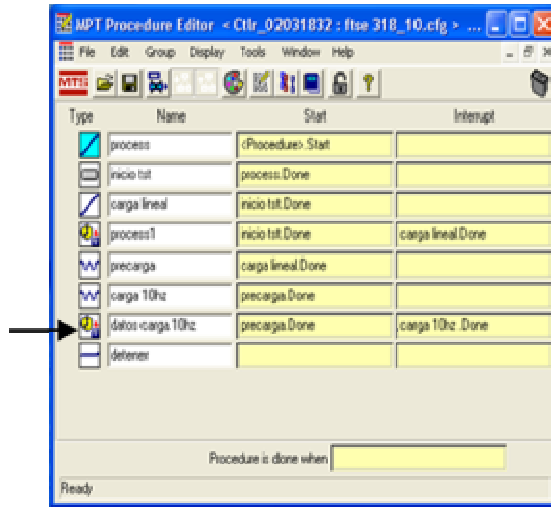 MPT Procedure Editor < Ctlr_02031832 : ftse 318_10.cfg > ...
File Edit Group Display Tools Window Help
MTS
Type Name Start Interrupt
process <Procedure>.Start
inicio tstt process.Done
carga lineal inicio tstt.Done
process1 inicio tstt.Done carga lineal.Done
precarga carga lineal.Done
carga 10hz precarga.Done
datos-carga 10hz precarga.Done carga 10hz .Done
detener
Procedure is done when
Ready